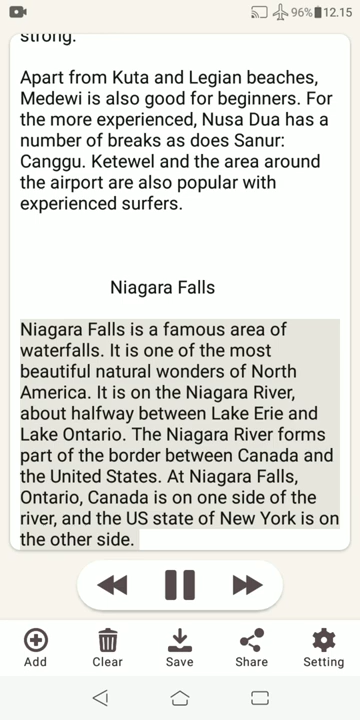 96% 12.15
strong.
Apart from Kuta and Legian beaches,
Medewi is also good for beginners. For
the more experienced, Nusa Dua has a
number of breaks as does Sanur:
Canggu. Ketewel and the area around
the airport are also popular with
experienced surfers.
Niagara Falls
Niagara Falls is a famous area of
waterfalls. It is one of the most
beautiful natural wonders of North
America. It is on the Niagara River,
about halfway between Lake Erie and
Lake Ontario. The Niagara River forms
part of the border between Canada and
the United States. At Niagara Falls,
Ontario, Canada is on one side of the
river, and the US state of New York is on
the other side.
Add Clear Save Share Setting